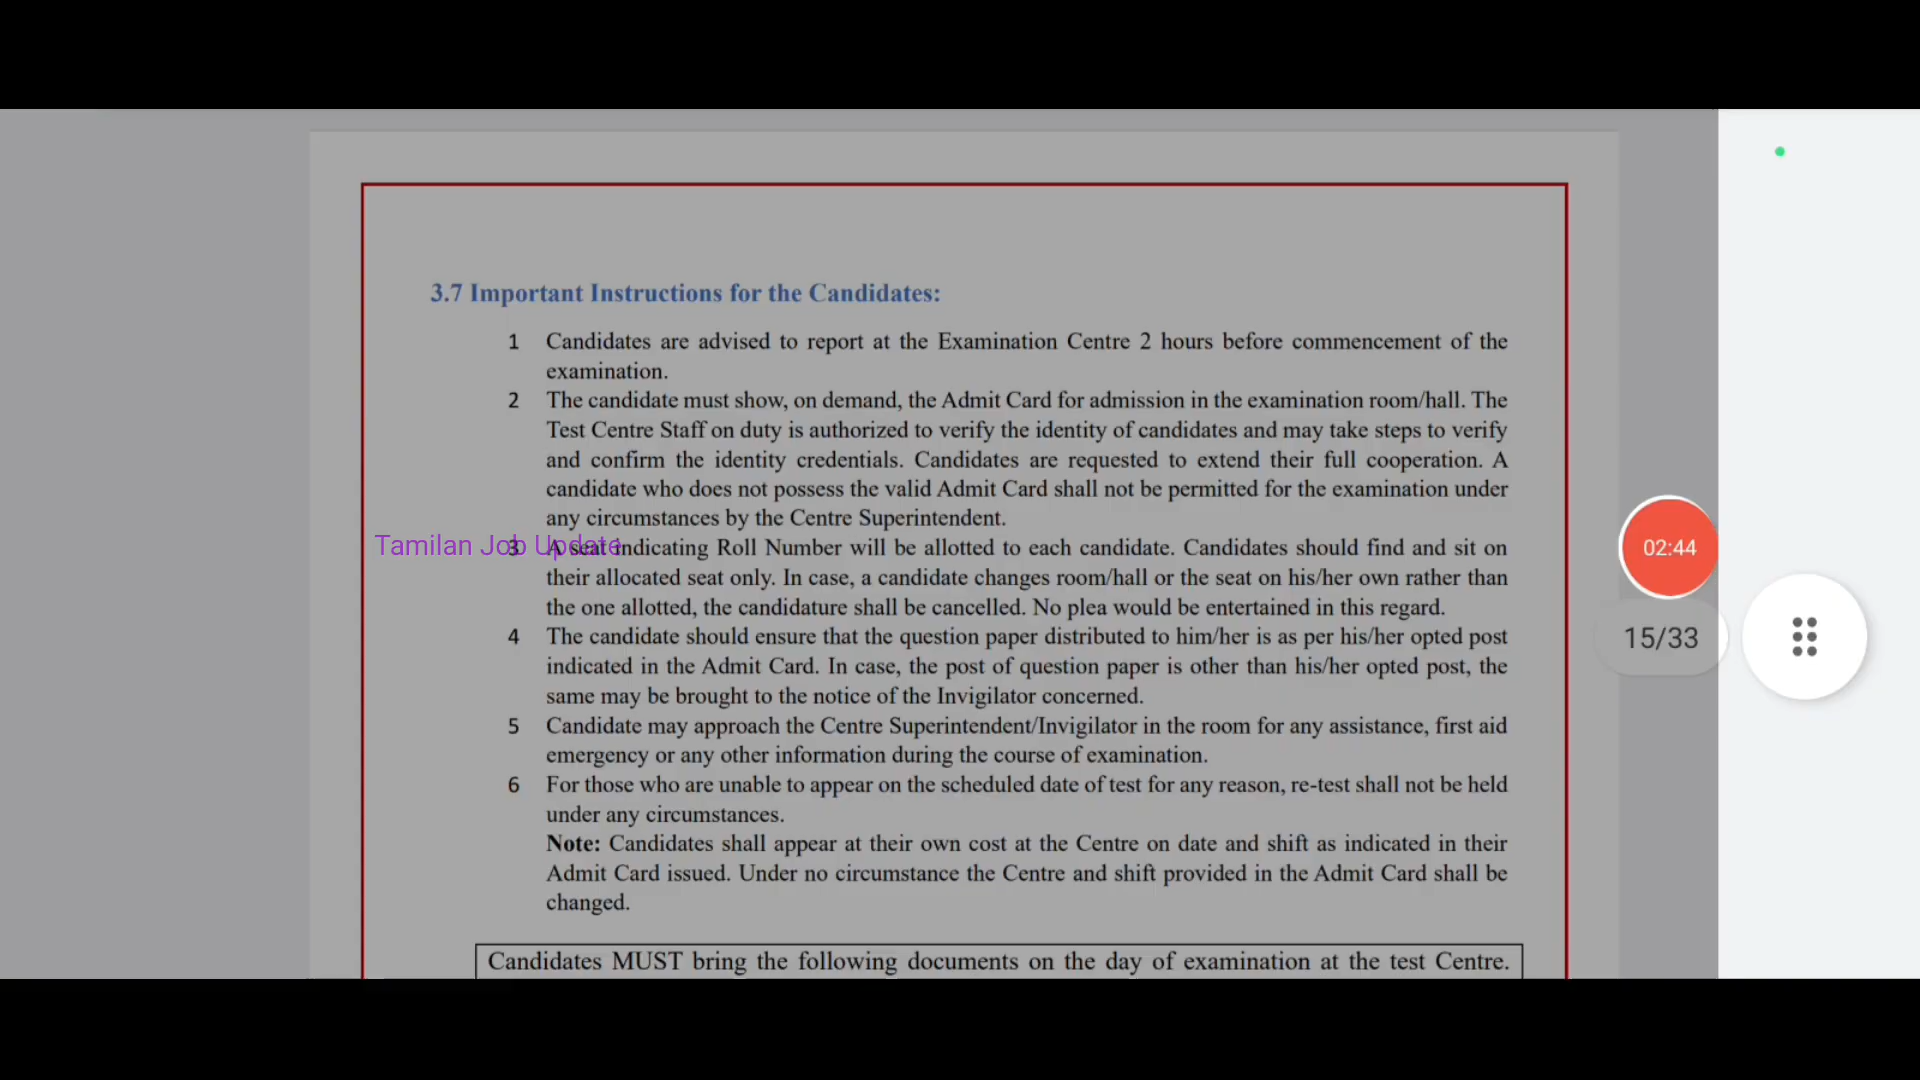 3.7 Important Instructions for the Candidates:
1 Candidates are advised to report at the Examination Centre 2 hours before commencement of the
examination.
2 The candidate must show, on demand, the Admit Card for admission in the examination room/hall. The
Test Centre Staff on duty is authorized to verify the identity of candidates and may take steps to verify
and confirm the identity credentials. Candidates are requested to extend their full cooperation. A
candidate who does not possess the valid Admit Card shall not be permitted for the examination under
any circumstances by the Centre Superintendent.
Tamilan Job Update
3 A seat indicating Roll Number will be allotted to each candidate. Candidates should find and sit on
their allocated seat only. In case, a candidate changes room/hall or the seat on his/her own rather than
the one allotted, the candidature shall be cancelled. No plea would be entertained in this regard.
4 The candidate should ensure that the question paper distributed to him/her is as per his/her opted post
indicated in the Admit Card. In case, the post of question paper is other than his/her opted post, the
same may be brought to the notice of the Invigilator concerned.
5 Candidate may approach the Centre Superintendent/Invigilator in the room for any assistance, first aid
emergency or any other information during the course of examination.
6 For those who are unable to appear on the scheduled date of test for any reason, re-test shall not be held
under any circumstances.
Note: Candidates shall appear at their own cost at the Centre on date and shift as indicated in their
Admit Card issued. Under no circumstance the Centre and shift provided in the Admit Card shall be
changed.
Candidates MUST bring the following documents on the day of examination at the test Centre.
02:44
15/33